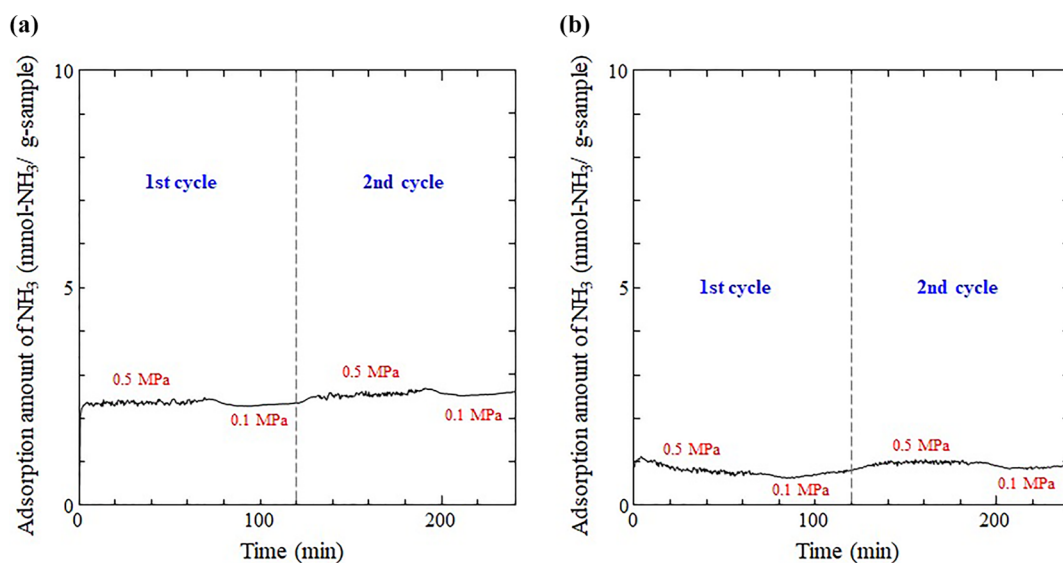 (a)
Adsorption amount of NH₃ (mmol-NH₃/ g-sample)
10
5
0
1st cycle
2nd cycle
0.5 MPa
0.5 MPa
0.1 MPa
0.1 MPa
0
100
200
Time (min)
(b)
Adsorption amount of NH₃ (mmol-NH₃/ g-sample)
10
5
0
1st cycle
2nd cycle
0.5 MPa
0.5 MPa
0.1 MPa
0.1 MPa
0
100
200
Time (min)